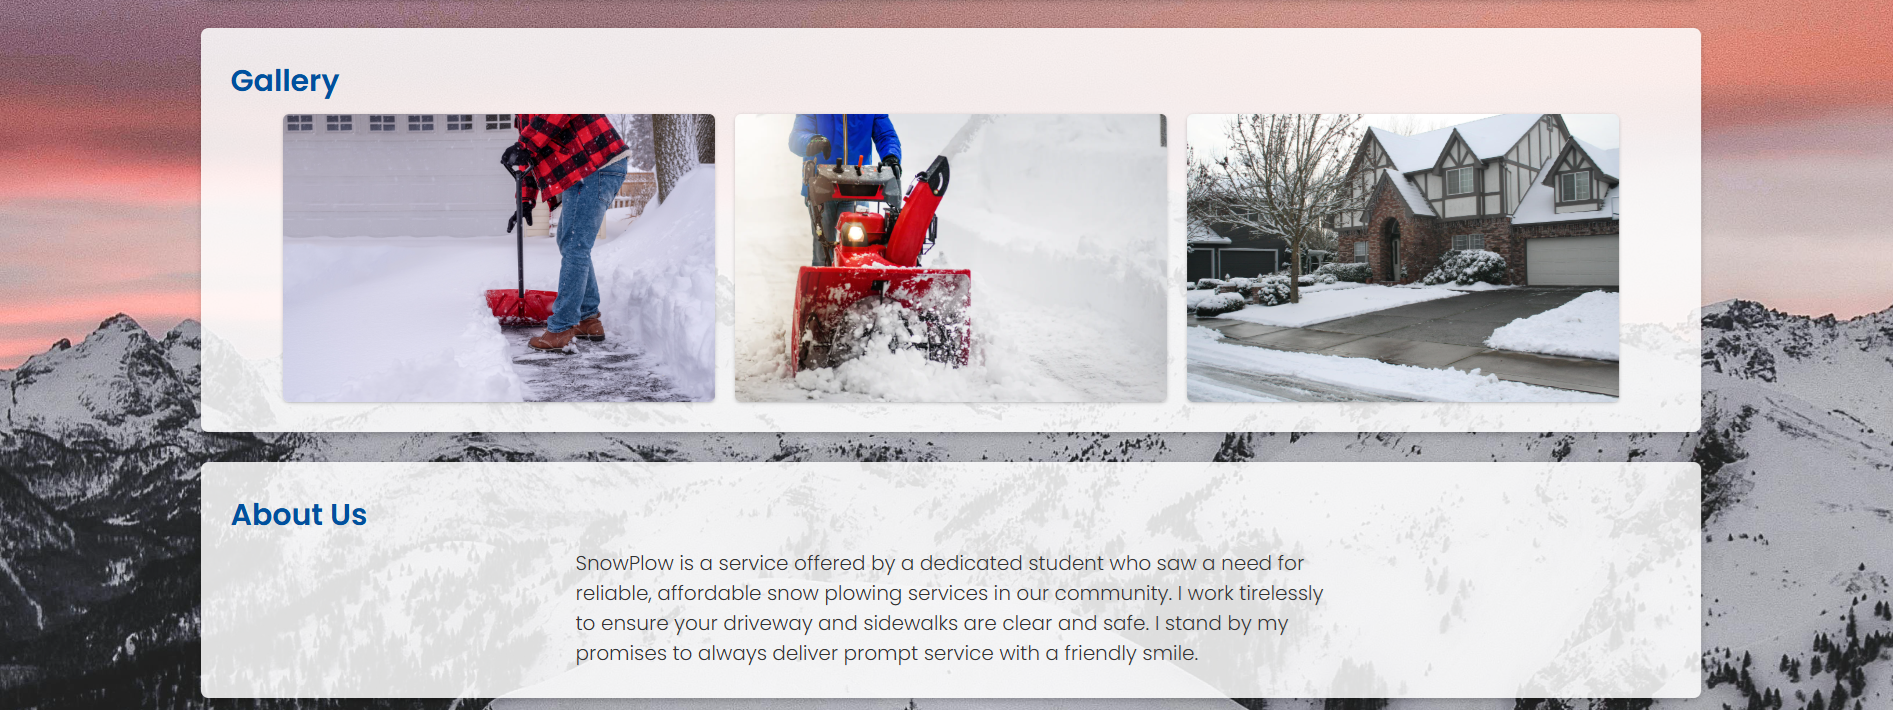 Gallery
About Us
SnowPlow is a service offered by a dedicated student who saw a need for
reliable, affordable snow plowing services in our community. I work tirelessly
to ensure your driveway and sidewalks are clear and safe. I stand by my
promises to always deliver prompt service with a friendly smile.